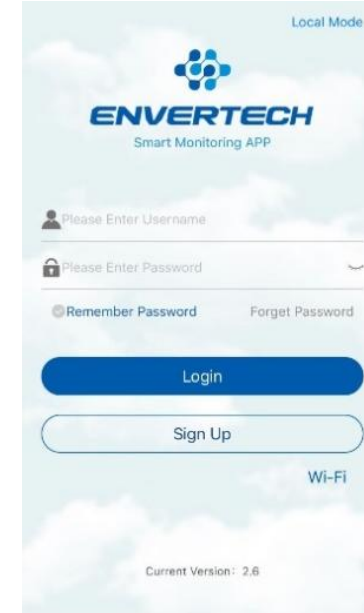 Local Mode
ENVERTECH
Smart Monitoring APP
Please Enter Username
Please Enter Password
Remember Password Forget Password
Login
Sign Up
Wi-Fi
Current Version: 2.6